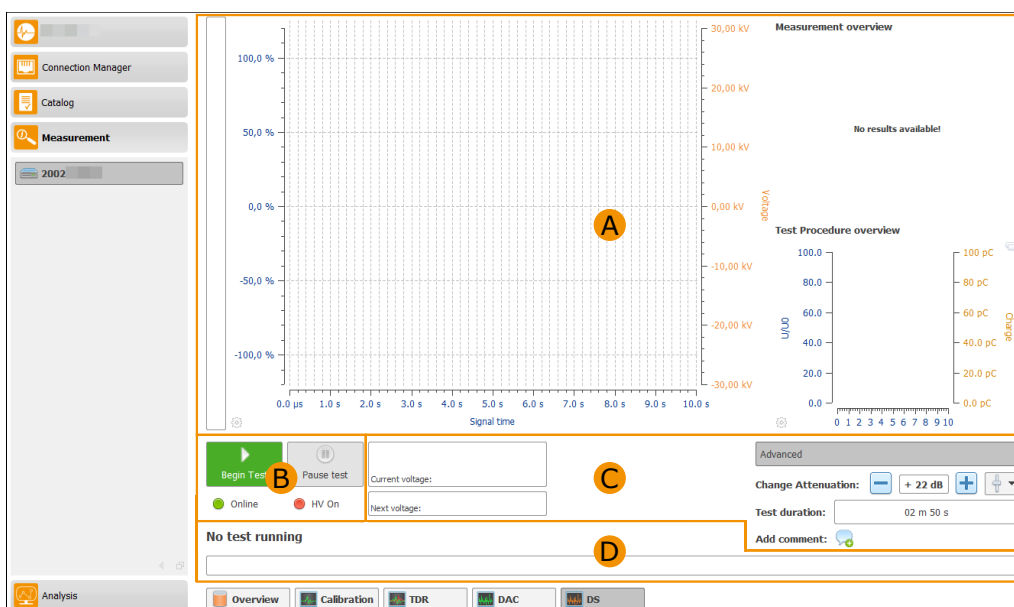 Connection Manager
Catalog
Measurement
2002
Analysis
100,0 %
50,0 %
0,0 %
-50,0 %
-100,0 %
30,00 kV
20,00 kV
10,00 kV
0,00 kV
-10,00 kV
-20,00 kV
-30,00 kV
Voltage
0.0 µs 1.0 s 2.0 s 3.0 s 4.0 s 5.0 s 6.0 s 7.0 s 8.0 s 9.0 s 10.0 s
Signal time
A
Measurement overview
No results available!
Test Procedure overview
100.0
80.0
60.0
40.0
20.0
0.0
U/U0
100 pC
80 pC
60 pC
40.0 pC
20.0 pC
0.0 pC
Charge
0 1 2 3 4 5 6 7 8 9 10
Begin Test
B
Pause test
Online
HV On
Current voltage:
Next voltage:
C
Advanced
Change Attenuation:
+ 22 dB
Test duration:
02 m 50 s
Add comment:
No test running
D
Overview
Calibration
TDR
DAC
DS